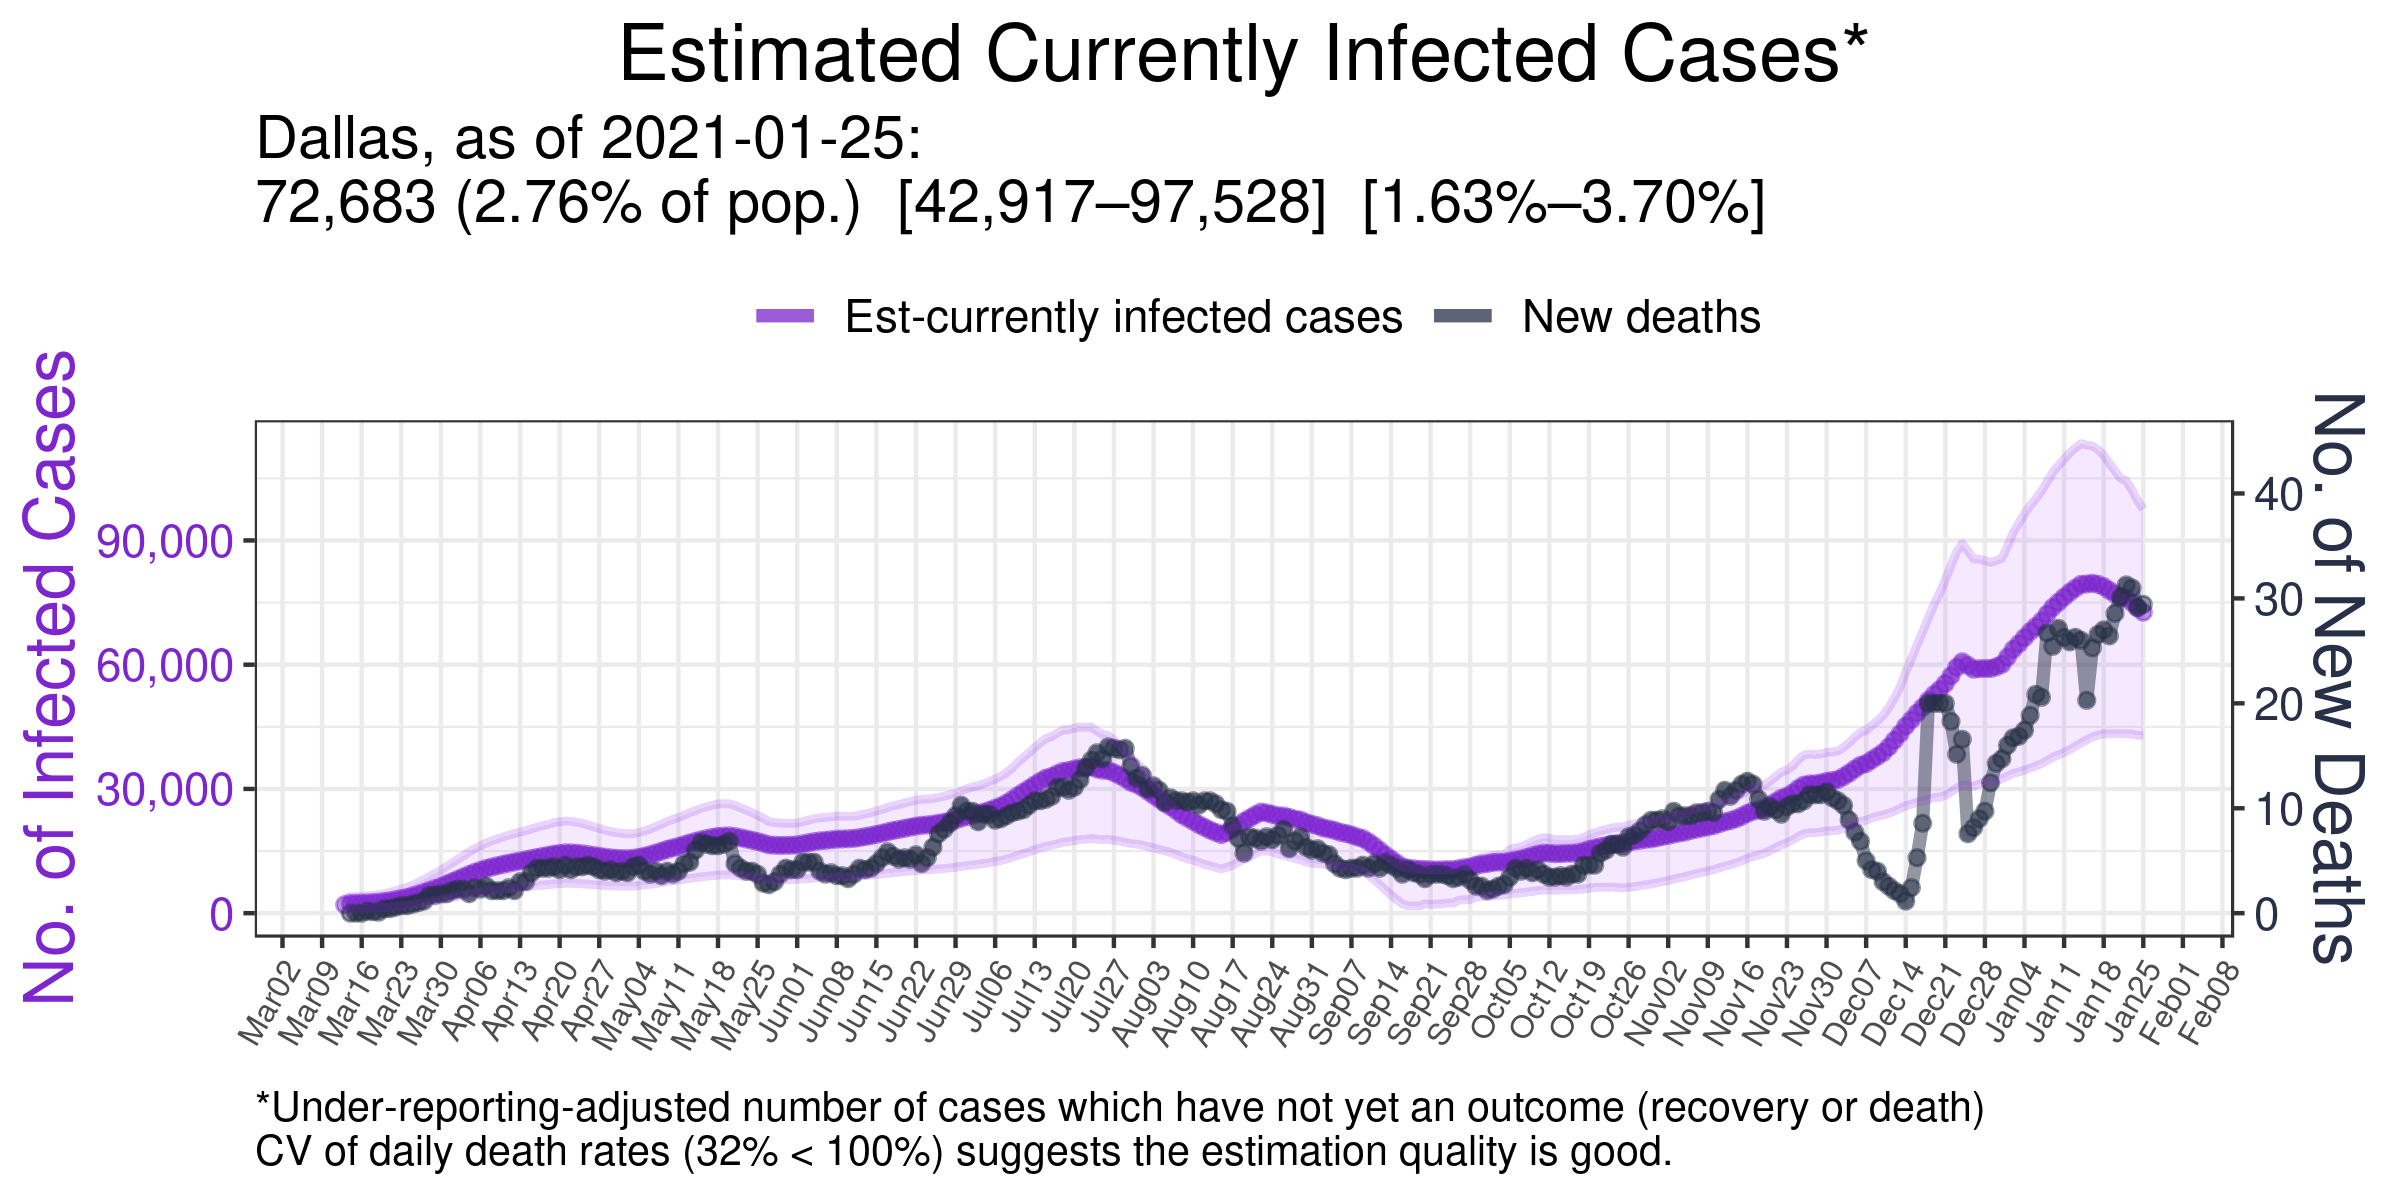 Estimated Currently Infected Cases*
Dallas, as of 2021-01-25:
72,683 (2.76% of pop.) [42,917–97,528] [1.63%–3.70%]
Est-currently infected cases
New deaths
No. of Infected Cases
90,000
60,000
30,000
0
No. of New Deaths
40
30
20
10
0
Mar02
Mar09
Mar16
Mar23
Mar30
Apr06
Apr13
Apr20
Apr27
May04
May11
May18
May25
Jun01
Jun08
Jun15
Jun22
Jun29
Jul06
Jul13
Jul20
Jul27
Aug03
Aug10
Aug17
Aug24
Aug31
Sep07
Sep14
Sep21
Sep28
Oct05
Oct12
Oct19
Oct26
Nov02
Nov09
Nov16
Nov23
Nov30
Dec07
Dec14
Dec21
Dec28
Jan04
Jan11
Jan18
Jan25
Feb01
Feb08
*Under-reporting-adjusted number of cases which have not yet an outcome (recovery or death)
CV of daily death rates (32% < 100%) suggests the estimation quality is good.